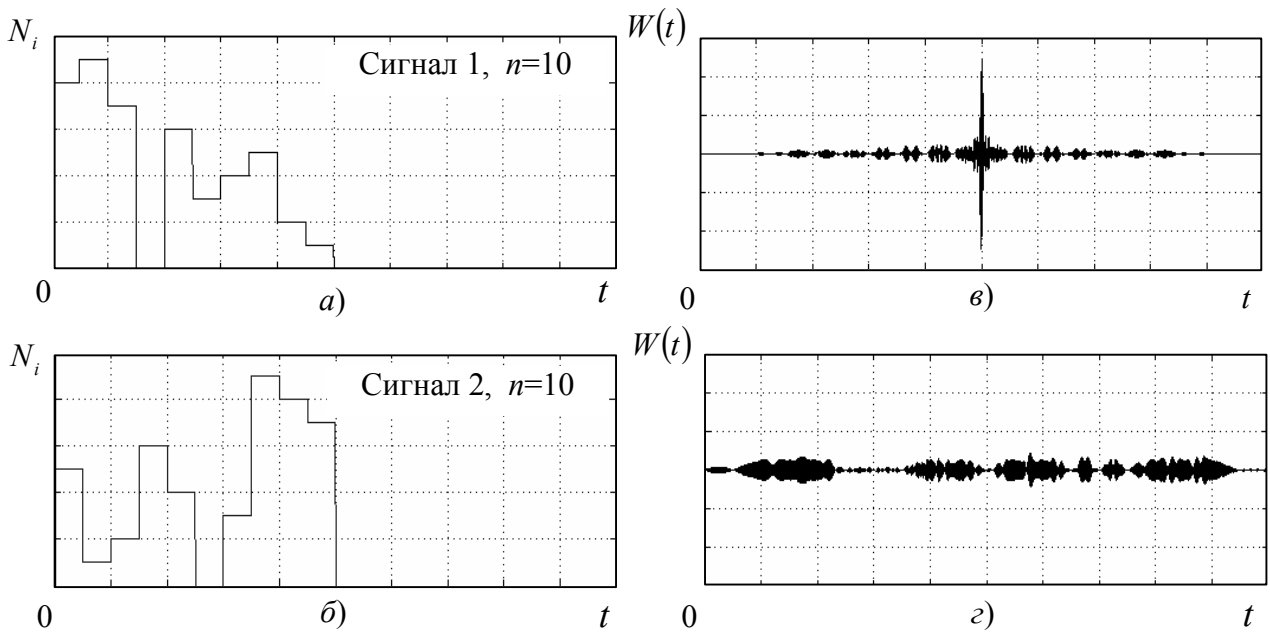 N_i
Сигнал 1, n=10
0
а)
t
W(t)
0
в)
t
N_i
Сигнал 2, n=10
0
б)
t
W(t)
0
г)
t